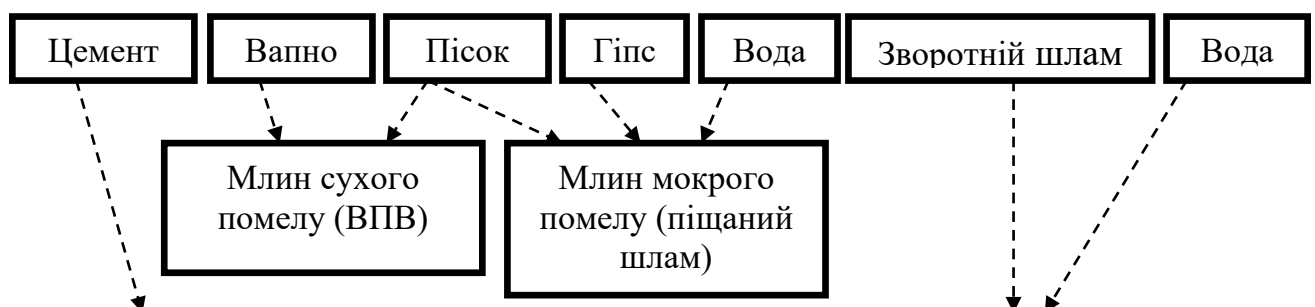 Цемент
Вапно
Пісок
Гіпс
Вода
Зворотній шлам
Вода
Млин сухого
помелу (ВПВ)
Млин мокрого
помелу (піщаний
шлам)